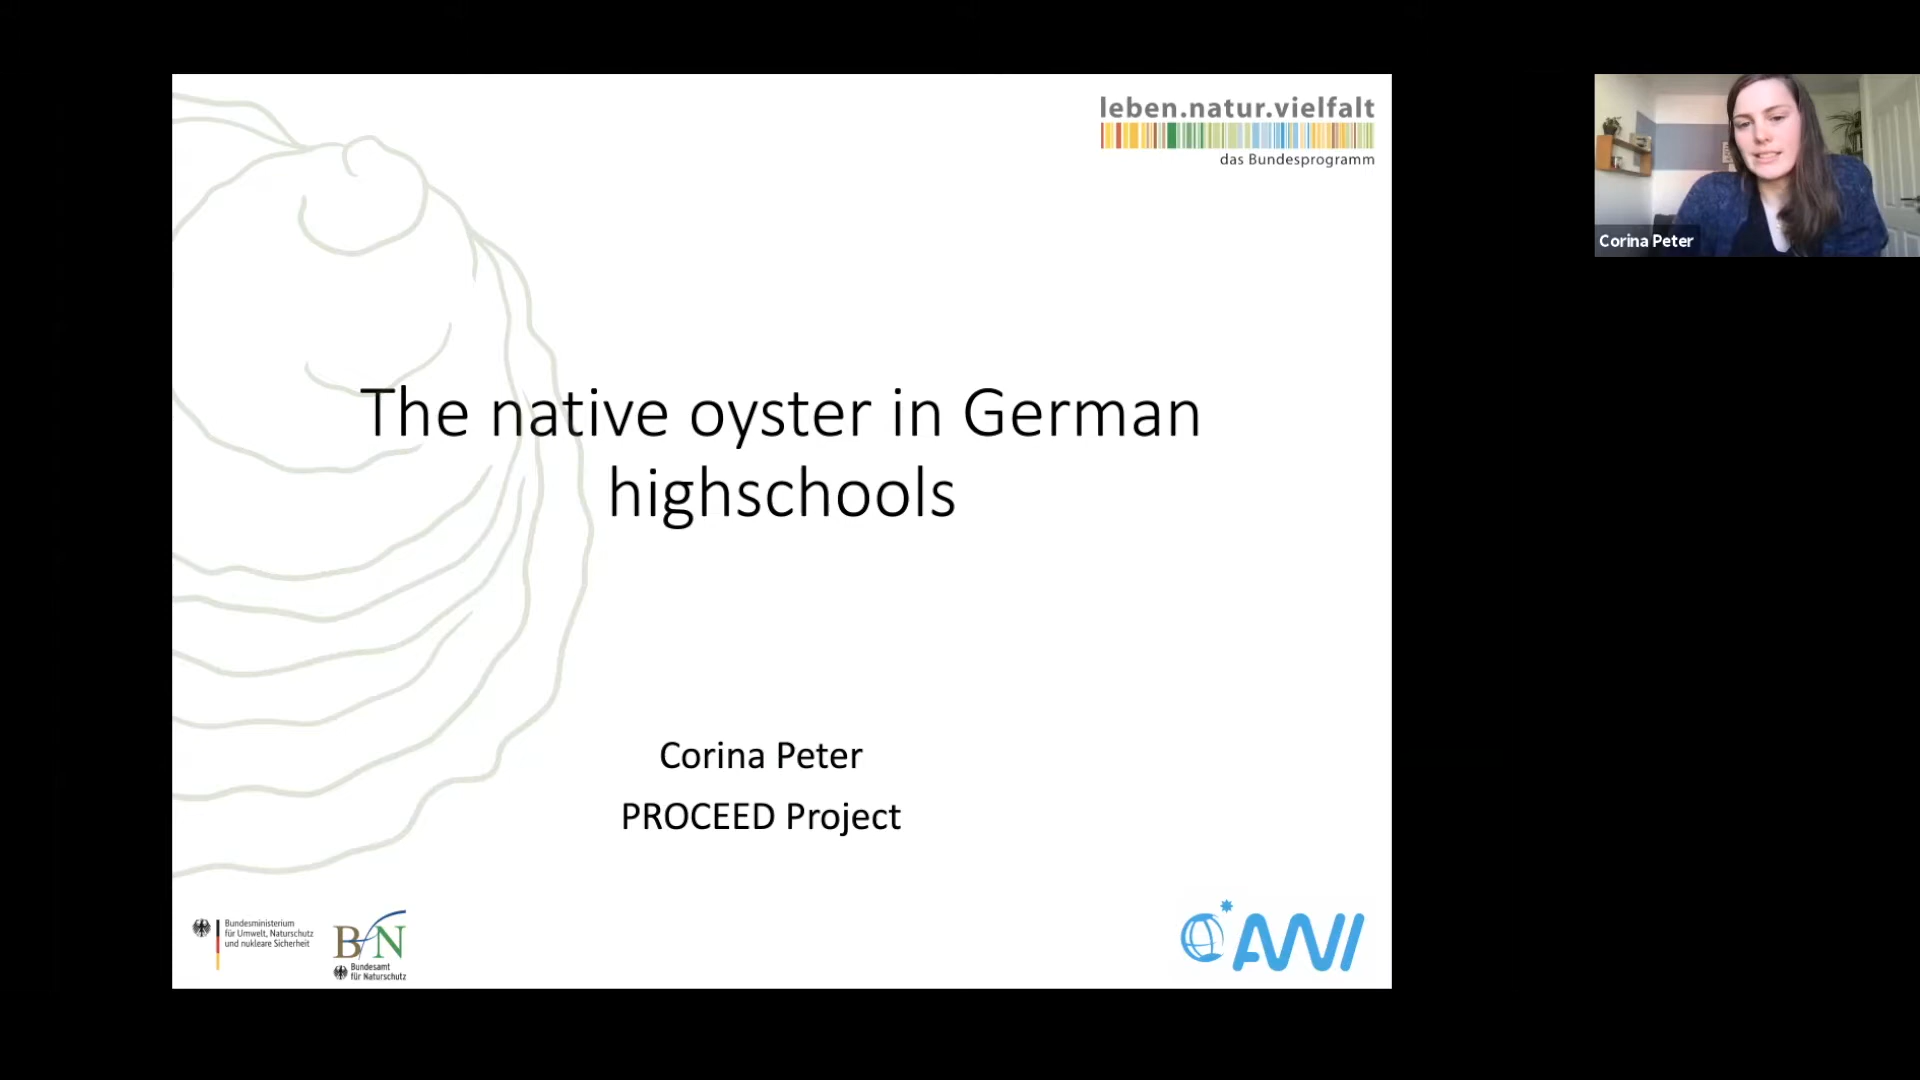 leben.natur.vielfalt
das Bundesprogramm
Corina Peter
The native oyster in German
highschools
Corina Peter
PROCEED Project
Bundesministerium
für Umwelt, Naturschutz
und nukleare Sicherheit
BfN
Bundesamt
für Naturschutz
AWI